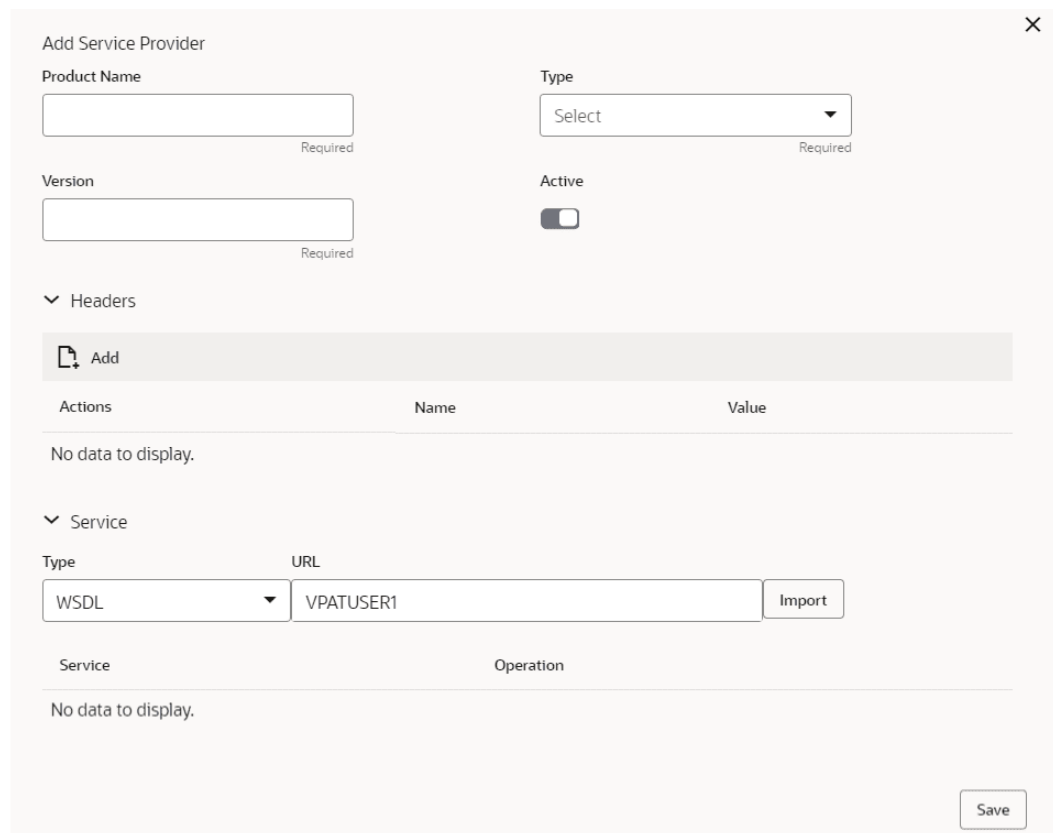 Add Service Provider
Product Name
Type
Select
Required
Required
Version
Active
Required
Headers
Add
Actions Name Value
No data to display.
Service
Type URL
WSDL VPATUSER1 Import
Service Operation
No data to display.
Save